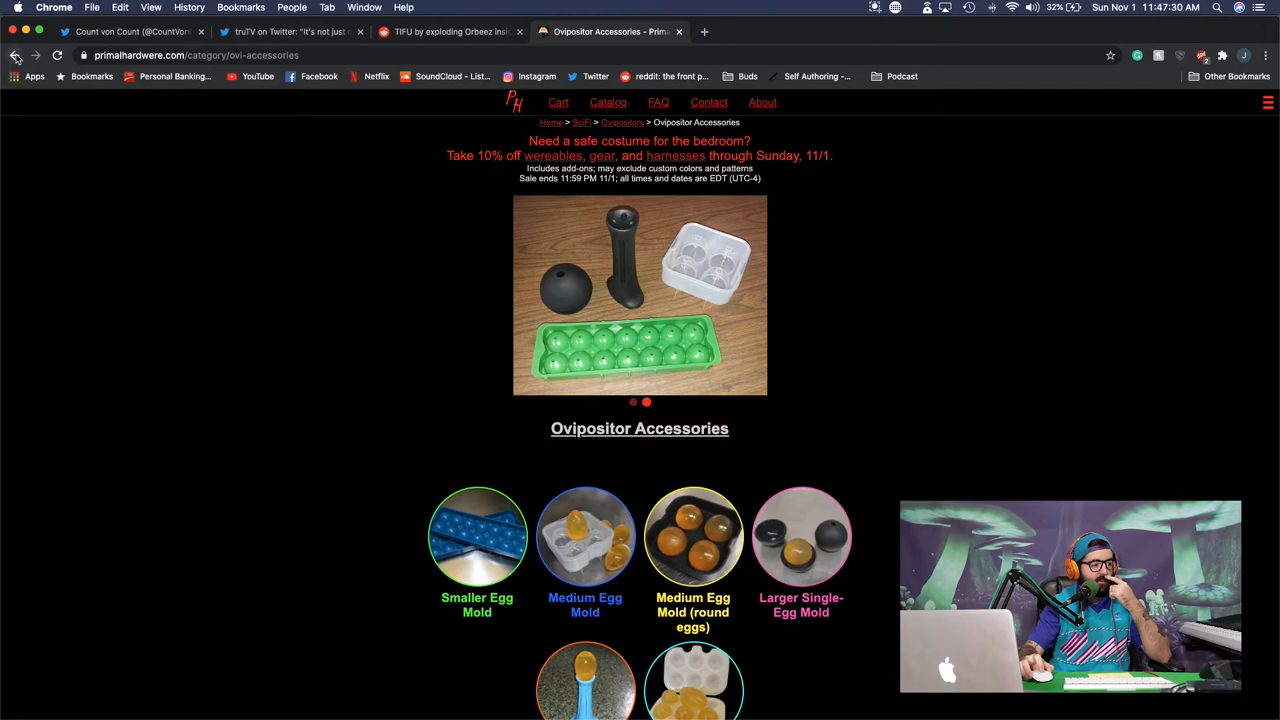 Chrome File Edit View History Bookmarks People Tab Window Help 32% Sun Nov 1 11:47:30 AM
Count von Count (@CountVonC truTV on Twitter: "It's not just c TIFU by exploding Orbeez insid Ovipositor Accessories - Prima
primalhardwere.com/category/ovi-accessories
Apps Bookmarks Personal Banking... YouTube Facebook Netflix SoundCloud - List... Instagram Twitter reddit: the front p... Buds Self Authoring -... Podcast Other Bookmarks
PH Cart Catalog FAQ Contact About
Home > SciFi > Ovipositors > Ovipositor Accessories
Need a safe costume for the bedroom?
Take 10% off wereables, gear, and harnesses through Sunday, 11/1.
Includes add-ons; may exclude custom colors and patterns
Sale ends 11:59 PM 11/1; all times and dates are EDT (UTC-4)
Ovipositor Accessories
Smaller Egg Mold
Medium Egg Mold
Medium Egg Mold (round eggs)
Larger Single-Egg Mold